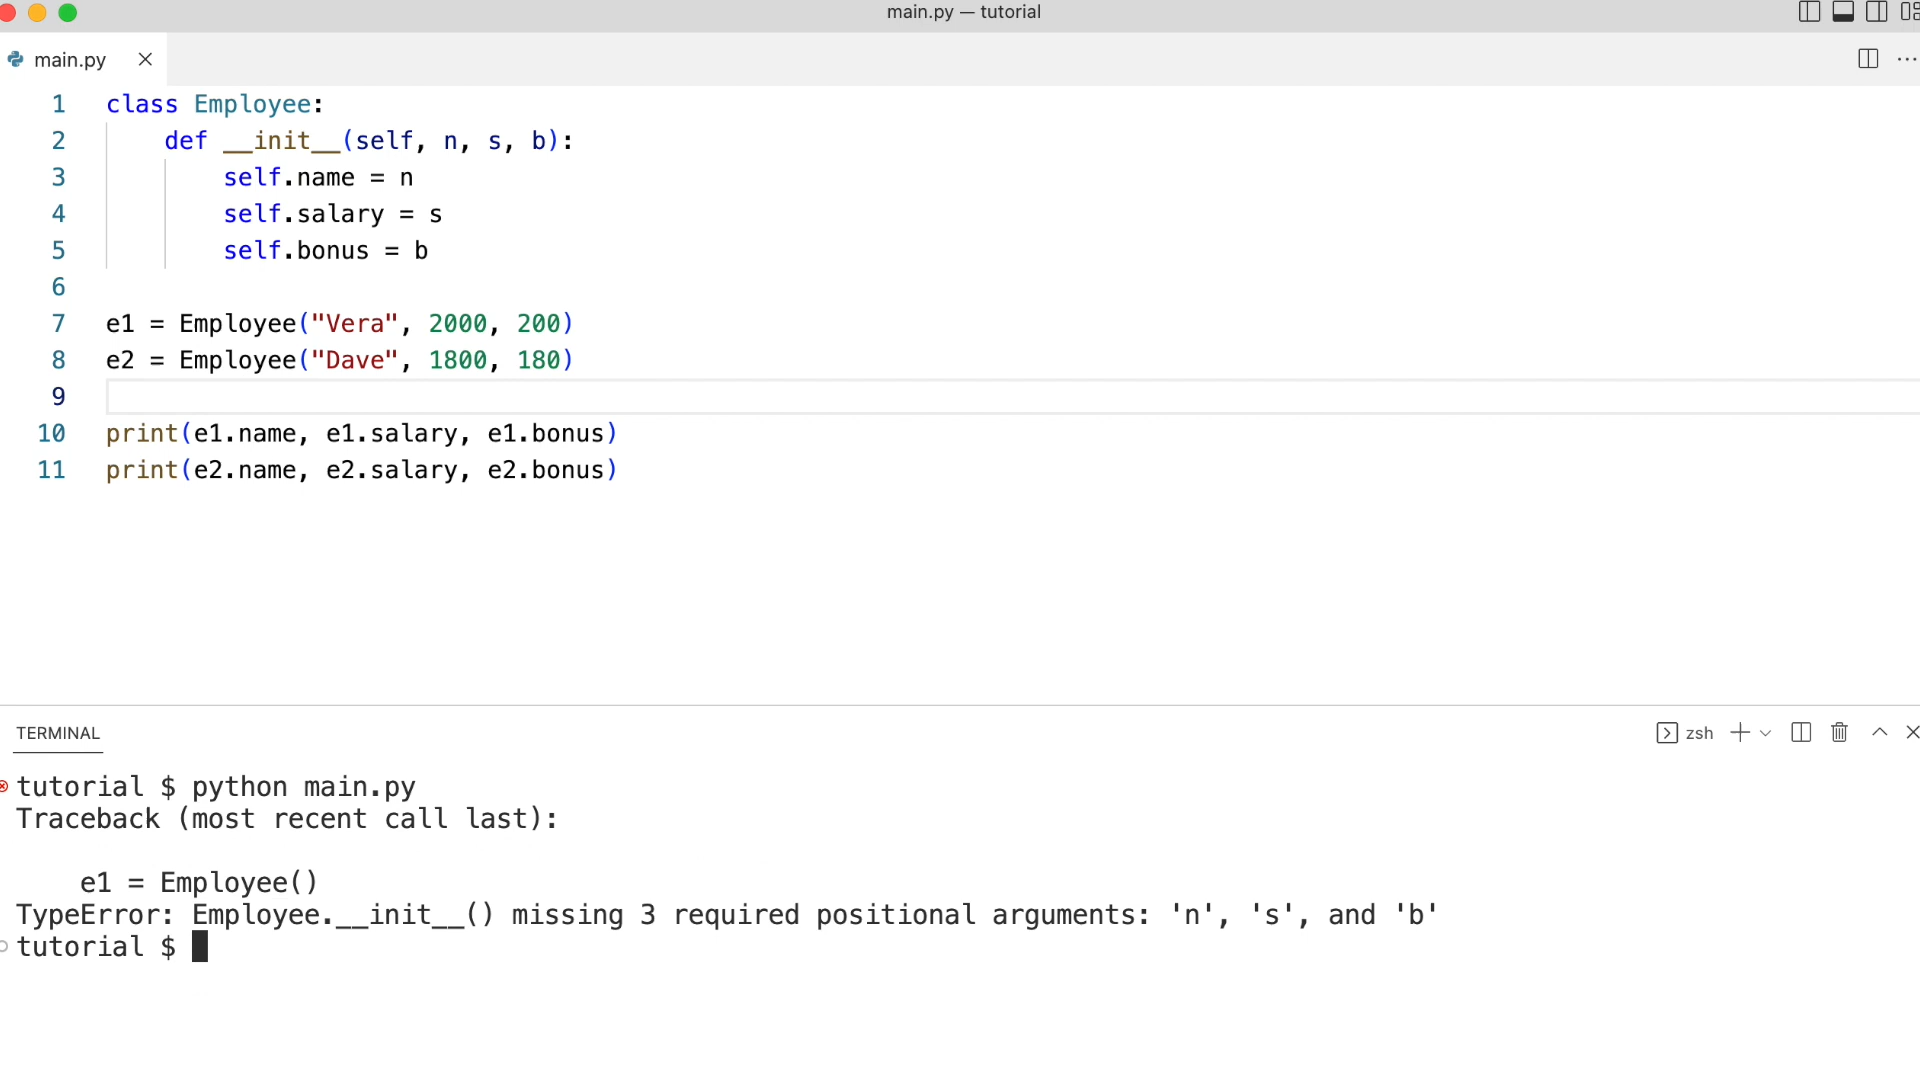 main.py — tutorial
main.py
1 class Employee:
2     def __init__(self, n, s, b):
3         self.name = n
4         self.salary = s
5         self.bonus = b
6
7 e1 = Employee("Vera", 2000, 200)
8 e2 = Employee("Dave", 1800, 180)
9
10 print(e1.name, e1.salary, e1.bonus)
11 print(e2.name, e2.salary, e2.bonus)
TERMINAL
zsh
tutorial $ python main.py
Traceback (most recent call last):
    e1 = Employee()
TypeError: Employee.__init__() missing 3 required positional arguments: 'n', 's', and 'b'
tutorial $